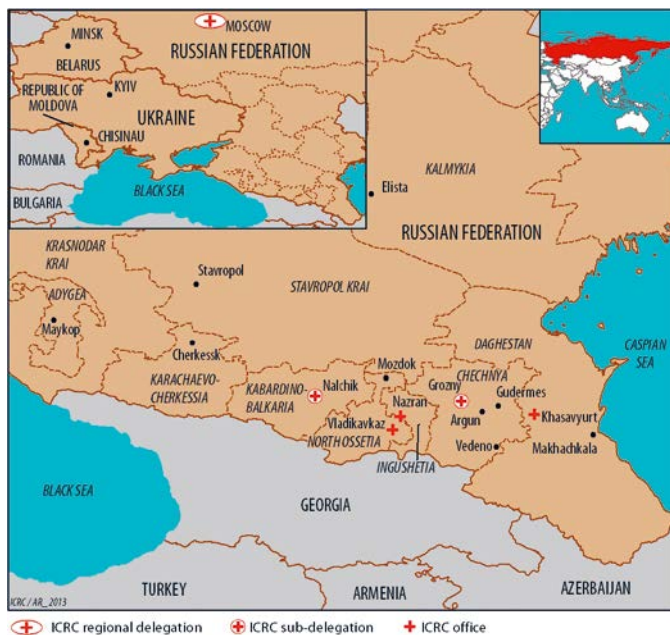 MOSCOW
MINSK
RUSSIAN FEDERATION
BELARUS
REPUBLIC OF
MOLDOVA
KYIV
UKRAINE
CHISINAU
ROMANIA
BLACK SEA
BULGARIA
KALMYKIA
Elista
RUSSIAN FEDERATION
KRASNODAR
KRAI
Stavropol
STAVROPOL KRAI
ADYGEA
Maykop
CASPIAN
SEA
DAGHESTAN
Cherkessk
Mozdok
KARACHAEVO-
CHERKESSIA
KABARDINO-
BALKARIA
Nalchik
Nazran
Grozny
CHECHNYA
Gudermes
Argun
Khasavyurt
Vladikavkaz
NORTH OSSETIA
Makhachkala
Vedeno
INGUSHETIA
BLACK SEA
GEORGIA
TURKEY
ARMENIA
AZERBAIJAN
ICRC / AR_2013
ICRC regional delegation
ICRC sub-delegation
ICRC office